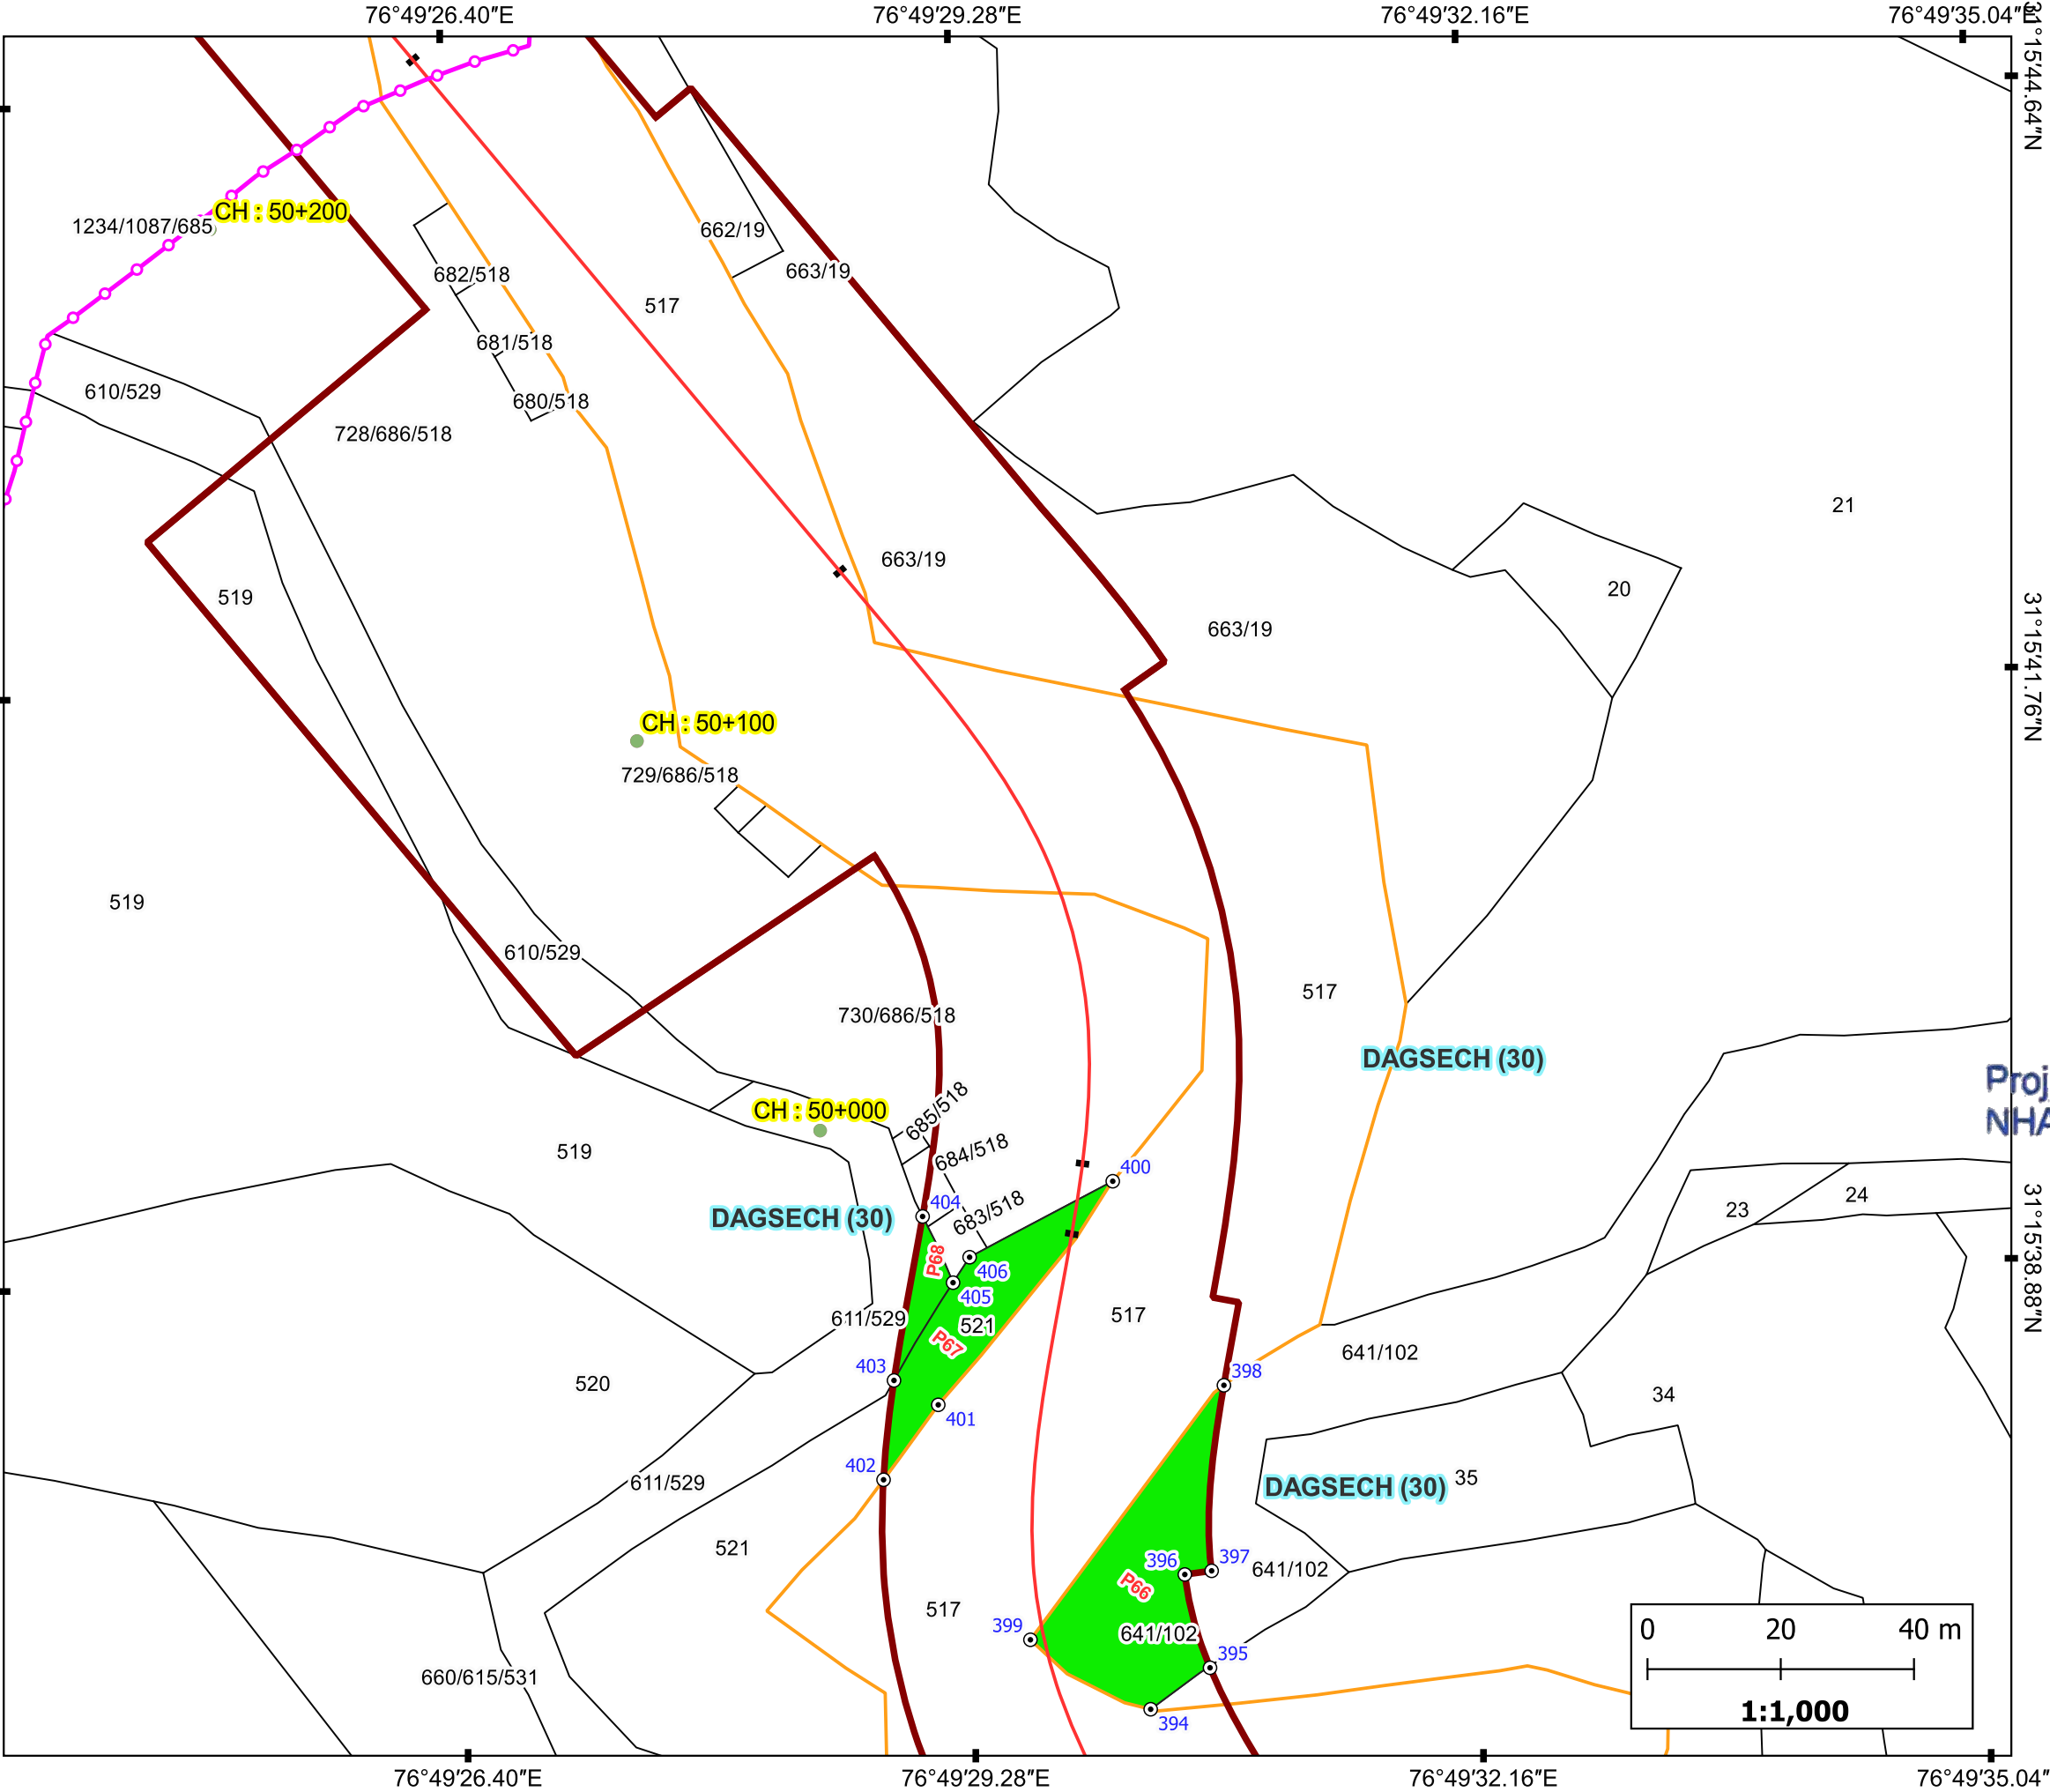 76°49′26.40″E
76°49′29.28″E
76°49′32.16″E
76°49′35.04″E
31°15′44.64″N
CH : 50+200
1234/1087/685
662/19
663/19
682/518
517
681/518
610/529
680/518
728/686/518
21
663/19
20
519
31°15′41.76″N
663/19
CH : 50+100
729/686/518
519
610/529
517
730/686/518
DAGSECH (30)
Proj
NHA
CH : 50+000
685/518
519
684/518
400
404
683/518
DAGSECH (30)
23
24
31°15′38.88″N
P68
406
405
611/529
521
517
P67
641/102
403
398
520
34
401
402
35
611/529
DAGSECH (30)
521
396
397
641/102
P66
517
399
641/102
395
660/615/531
394
0 20 40 m
1:1,000
76°49′26.40″E
76°49′29.28″E
76°49′32.16″E
76°49′35.04″